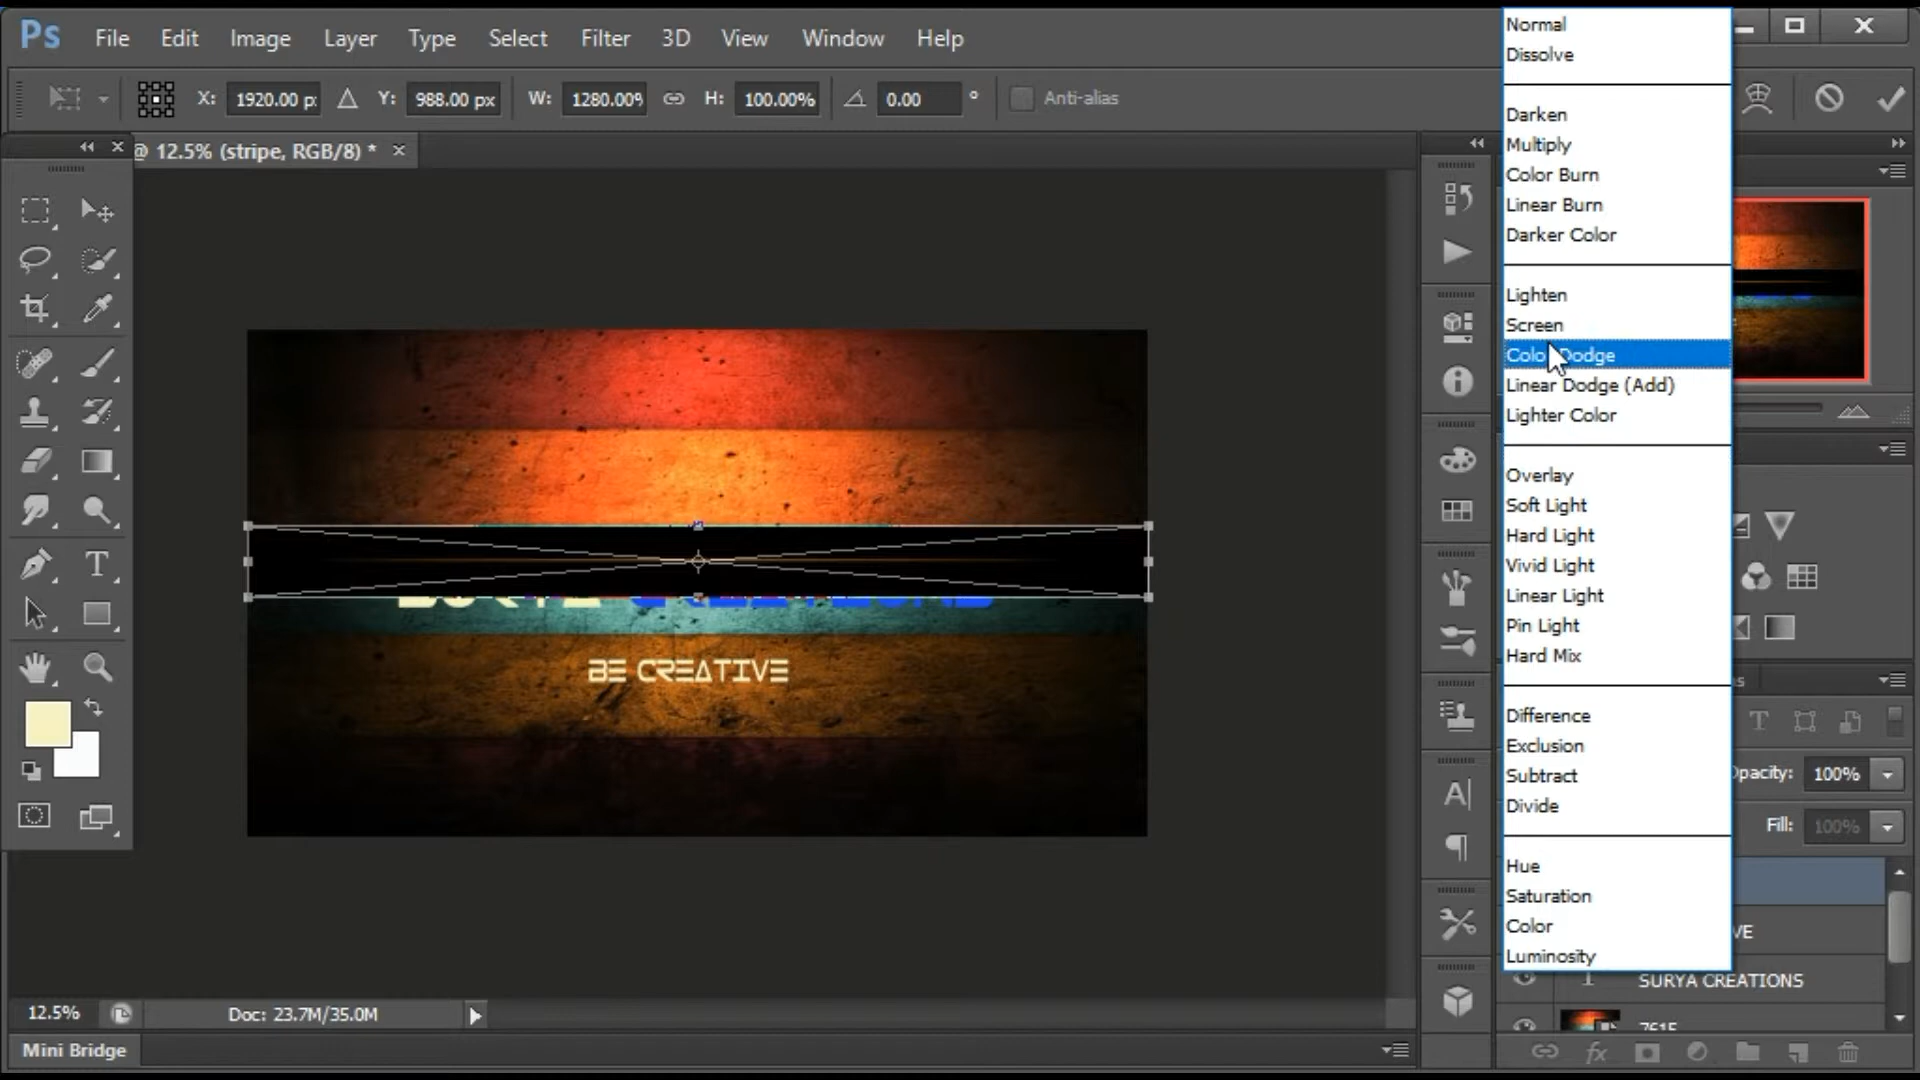 Ps File Edit Image Layer Type Select Filter 3D View Window Help
X: 1920.00 p Y: 988.00 px W: 1280.00% H: 100.00% 0.00 ° Anti-alias
@ 12.5% (stripe, RGB/8) *
Normal
Dissolve
Darken
Multiply
Color Burn
Linear Burn
Darker Color
Lighten
Screen
Color Dodge
Linear Dodge (Add)
Lighter Color
Overlay
Soft Light
Hard Light
Vivid Light
Linear Light
Pin Light
Hard Mix
Difference
Exclusion
Subtract
Divide
Hue
Saturation
Color
Luminosity
BE CREATIVE
Opacity: 100%
Fill: 100%
VE
SURYA CREATIONS
12.5% Doc: 23.7M/35.0M
Mini Bridge